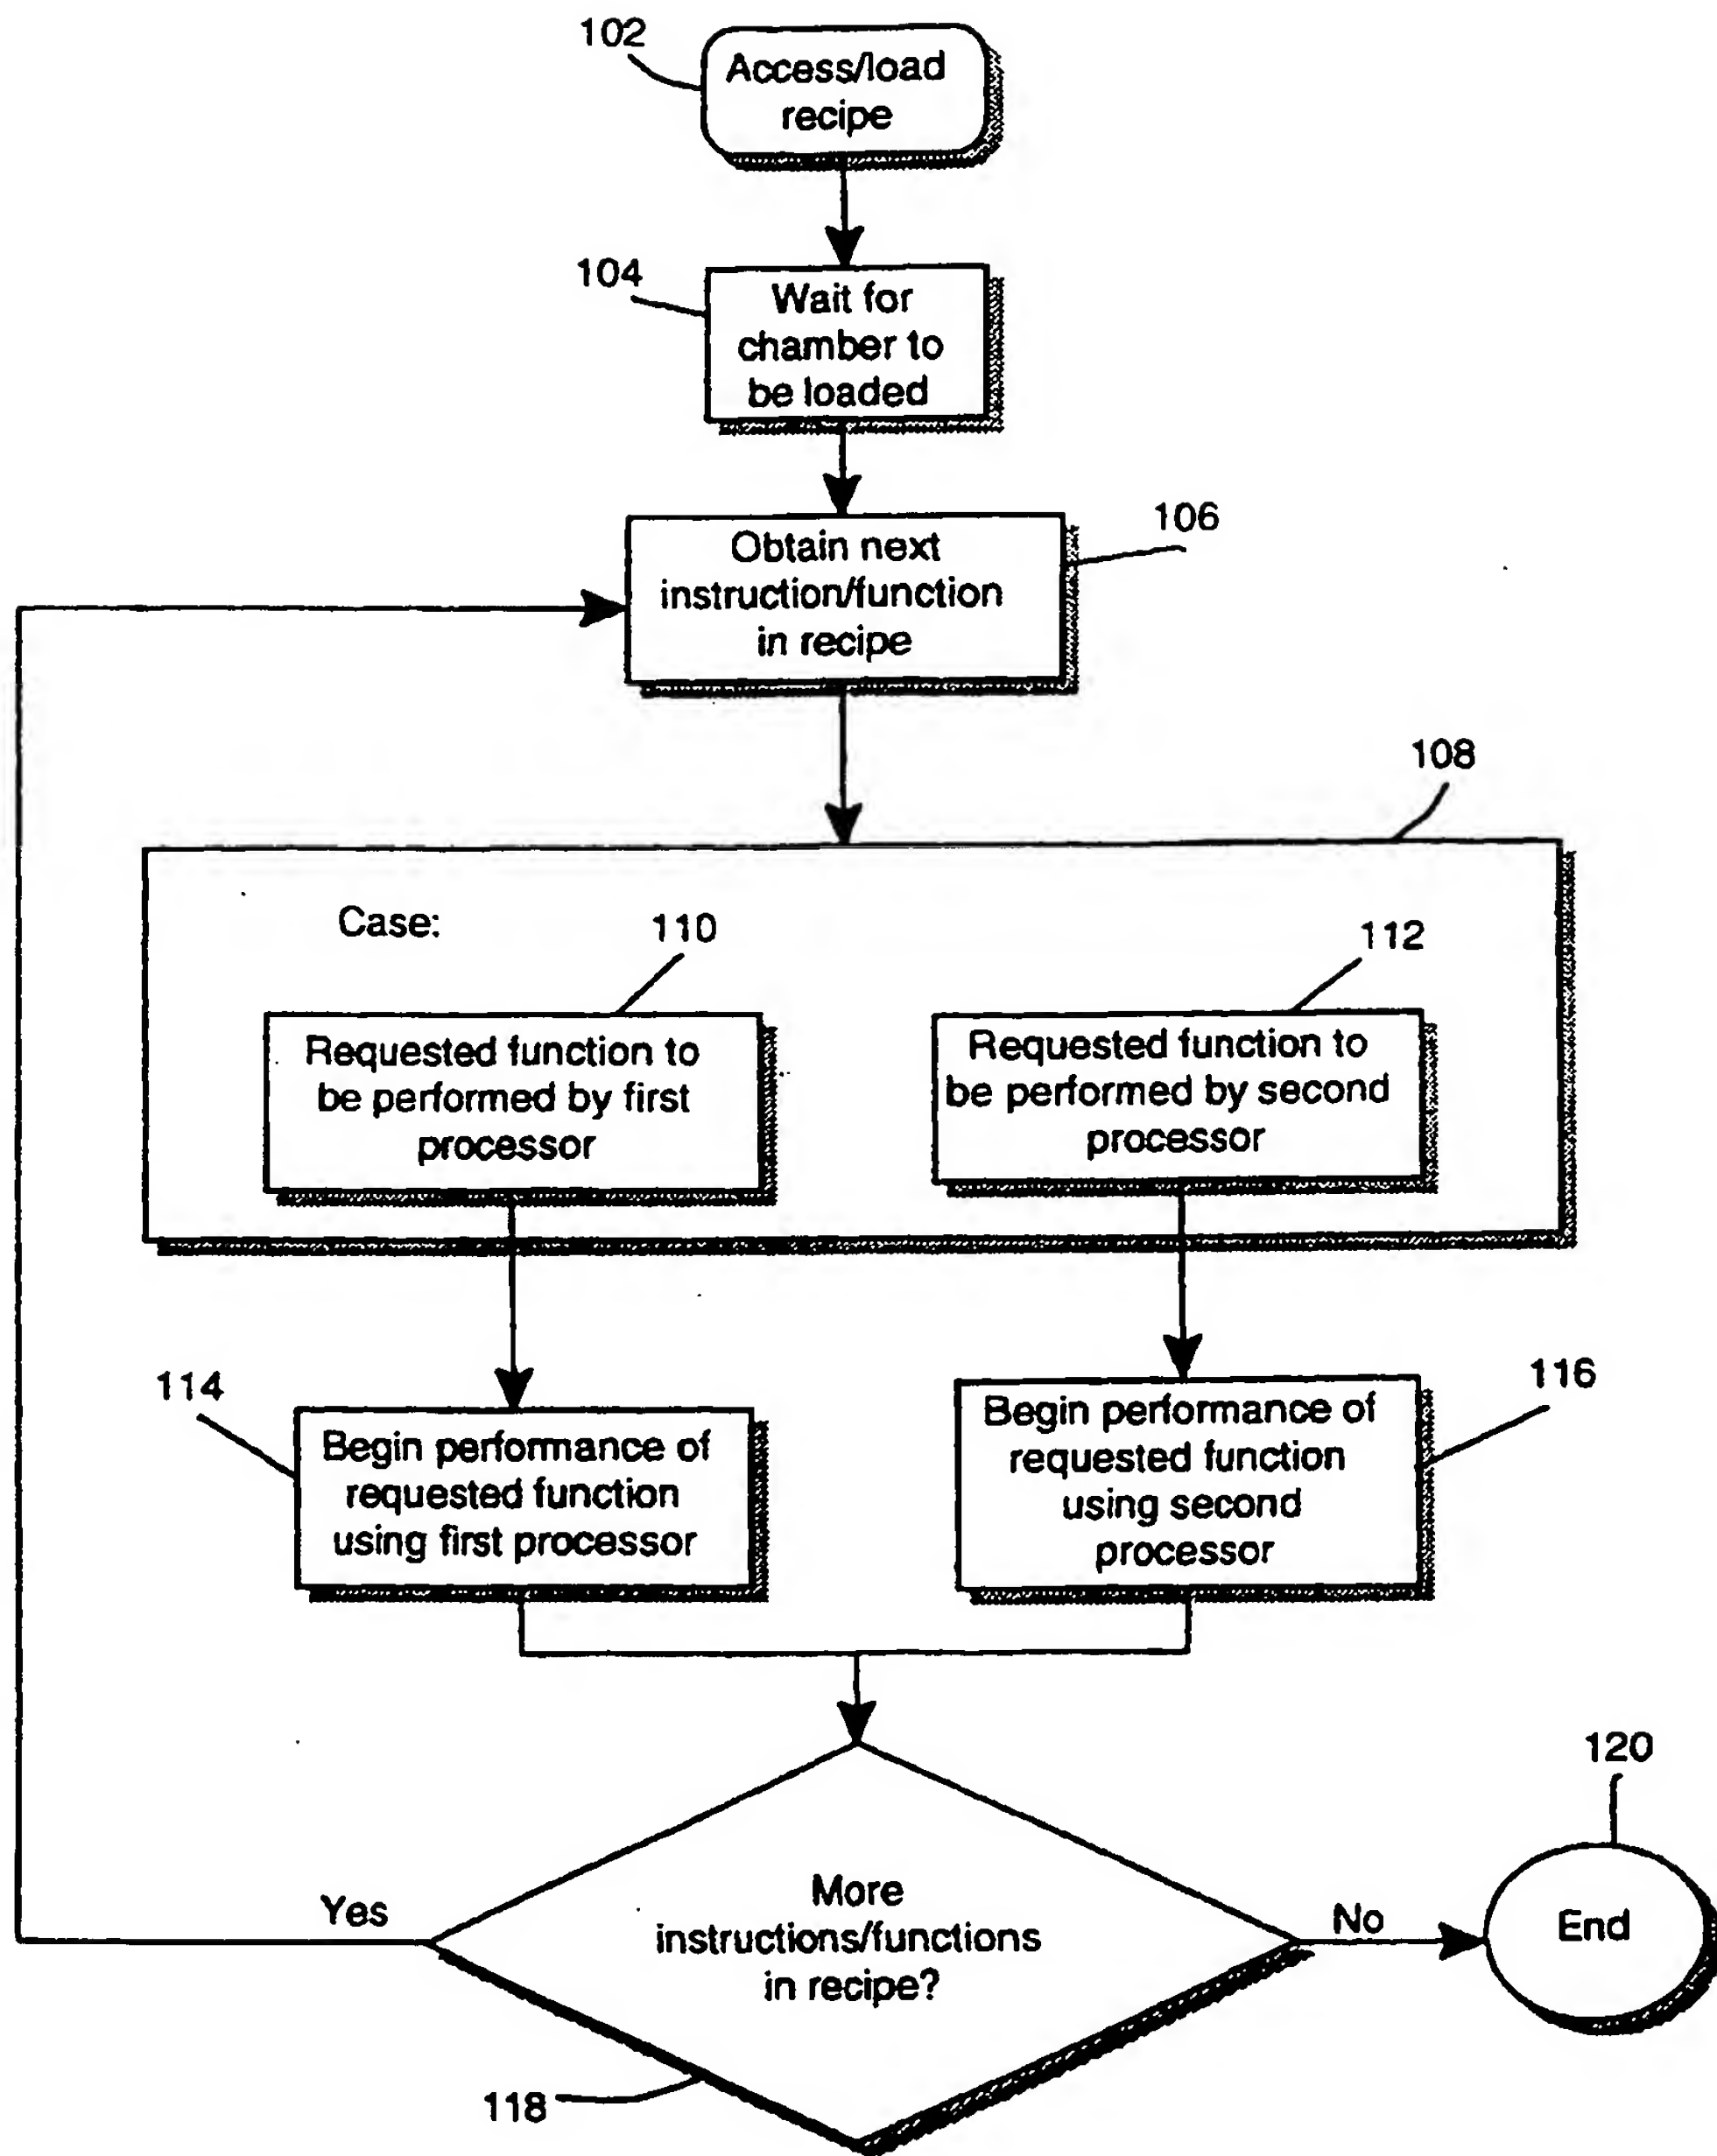 102
Access/load
recipe
104
Wait for
chamber to
be loaded
106
Obtain next
instruction/function
in recipe
108
Case:
110
112
Requested function to
be performed by first
processor
Requested function to
be performed by second
processor
114
Begin performance of
requested function
using first processor
116
Begin performance of
requested function
using second
processor
118
More
instructions/functions
in recipe?
Yes
No
120
End